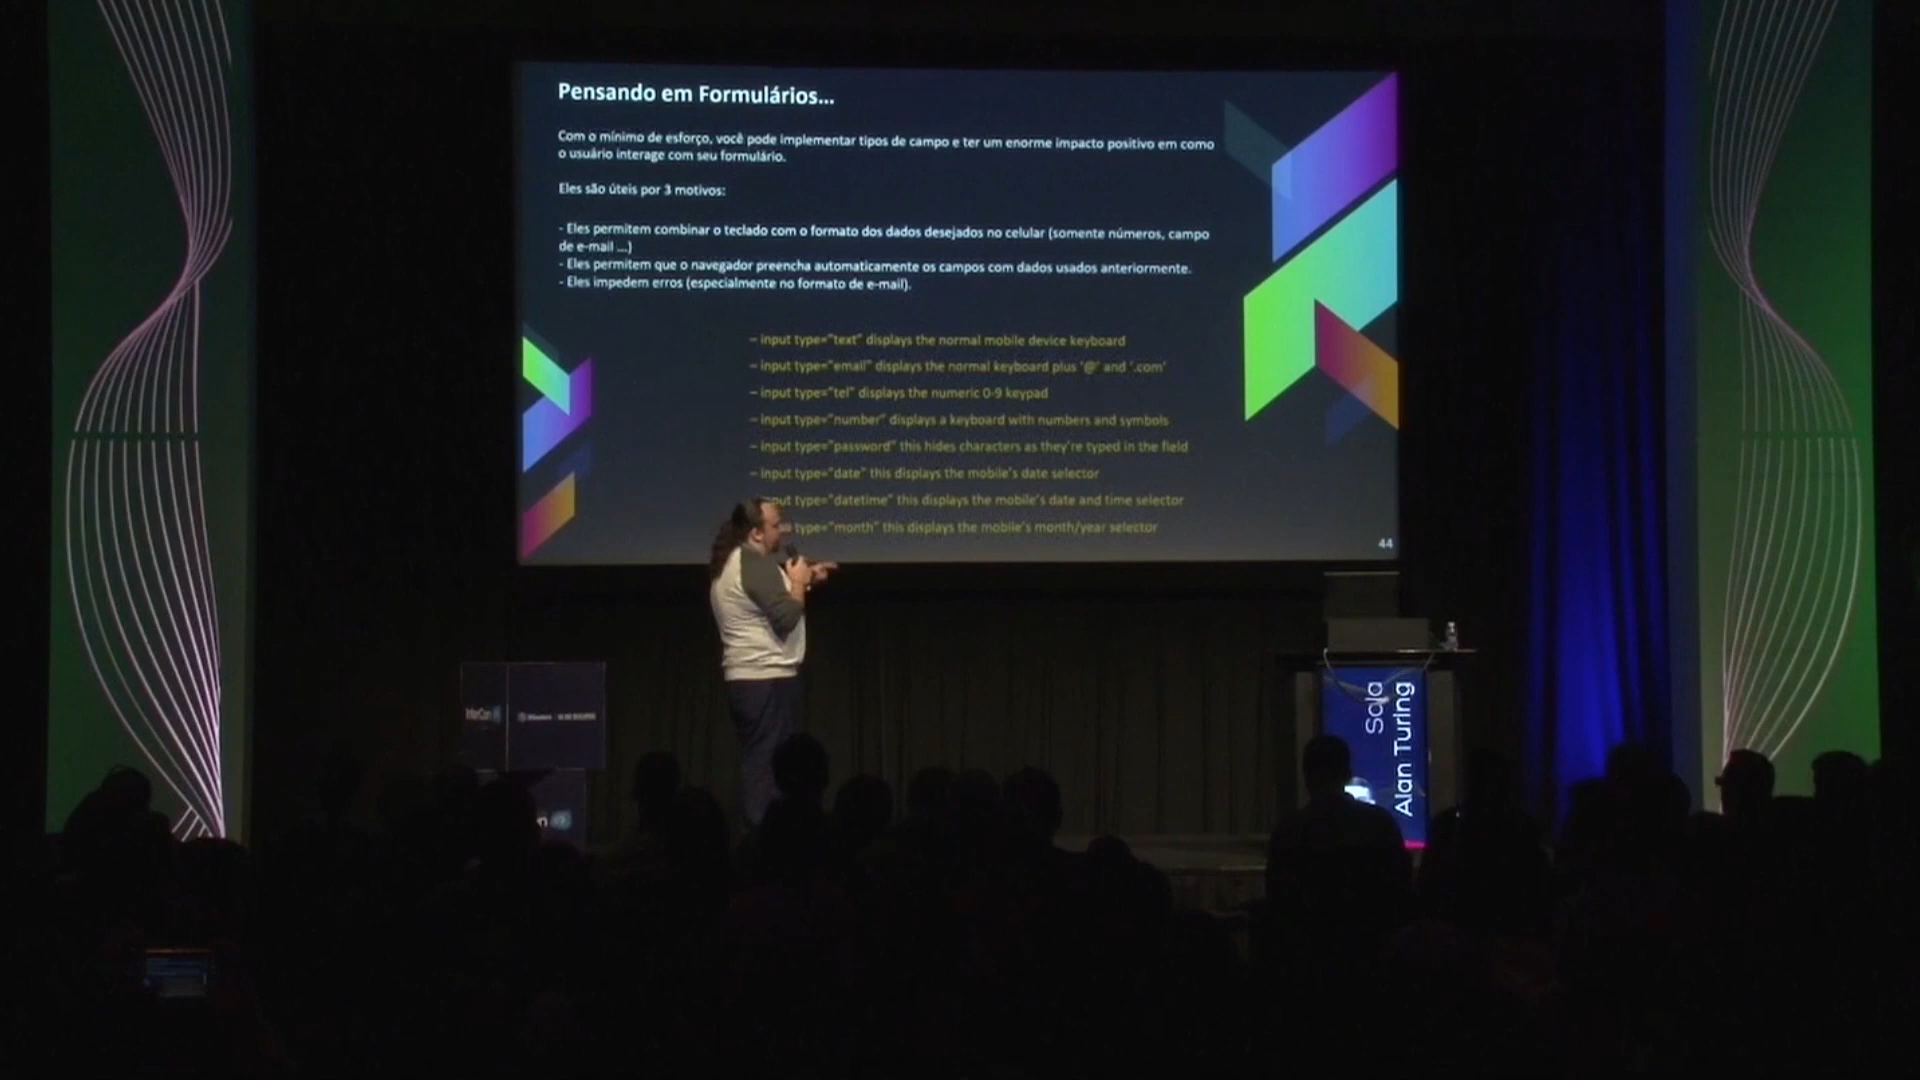 Pensando em Formulários...
Com o mínimo de esforço, você pode implementar tipos de campo e ter um enorme impacto positivo em como
o usuário interage com seu formulário.
Eles são úteis por 3 motivos:
- Eles permitem combinar o teclado com o formato dos dados desejados no celular (somente números, campo
de e-mail ...)
- Eles permitem que o navegador preencha automaticamente os campos com dados usados anteriormente.
- Eles impedem erros (especialmente no formato de e-mail).
– input type="text" displays the normal mobile device keyboard
– input type="email" displays the normal keyboard plus '@' and '.com'
– input type="tel" displays the numeric 0-9 keypad
– input type="number" displays a keyboard with numbers and symbols
– input type="password" this hides characters as they're typed in the field
– input type="date" this displays the mobile's date selector
input type="datetime" this displays the mobile's date and time selector
type="month" this displays the mobile's month/year selector
44
InterCon
Sala
Alan Turing